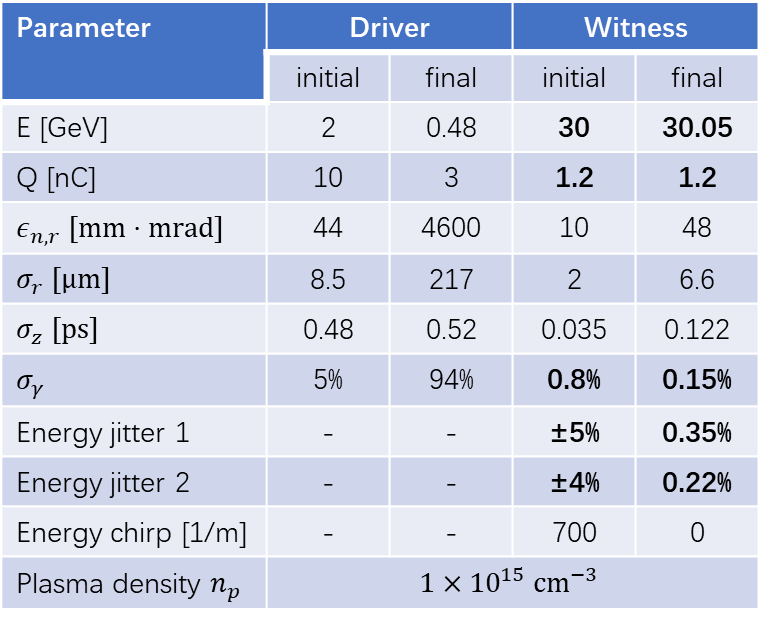 Parameter Driver Witness
initial final initial final
E [GeV] 2 0.48 30 30.05
Q [nC] 10 3 1.2 1.2
ϵₙ,ᵣ [mm · mrad] 44 4600 10 48
σᵣ [μm] 8.5 217 2 6.6
σ_z [ps] 0.48 0.52 0.035 0.122
σᵧ 5% 94% 0.8% 0.15%
Energy jitter 1 - - ±5% 0.35%
Energy jitter 2 - - ±4% 0.22%
Energy chirp [1/m] - - 700 0
Plasma density n_p 1 × 10¹⁵ cm⁻³